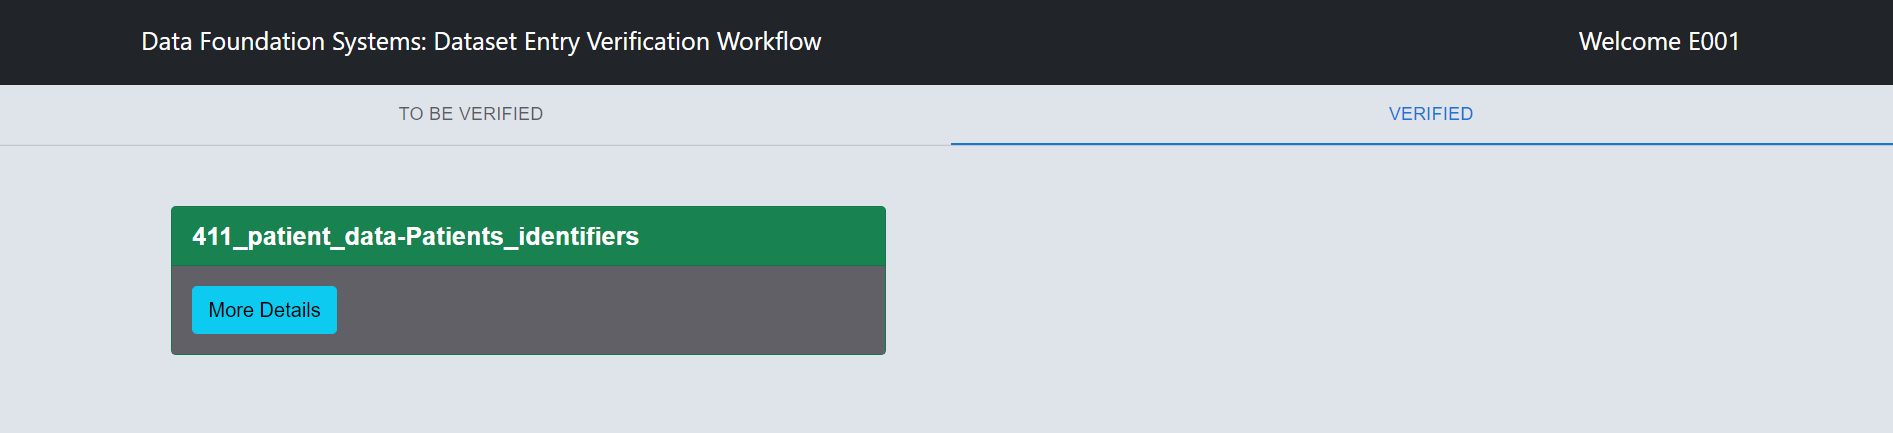 Data Foundation Systems: Dataset Entry Verification Workflow
Welcome E001
TO BE VERIFIED
VERIFIED
411_patient_data-Patients_identifiers
More Details